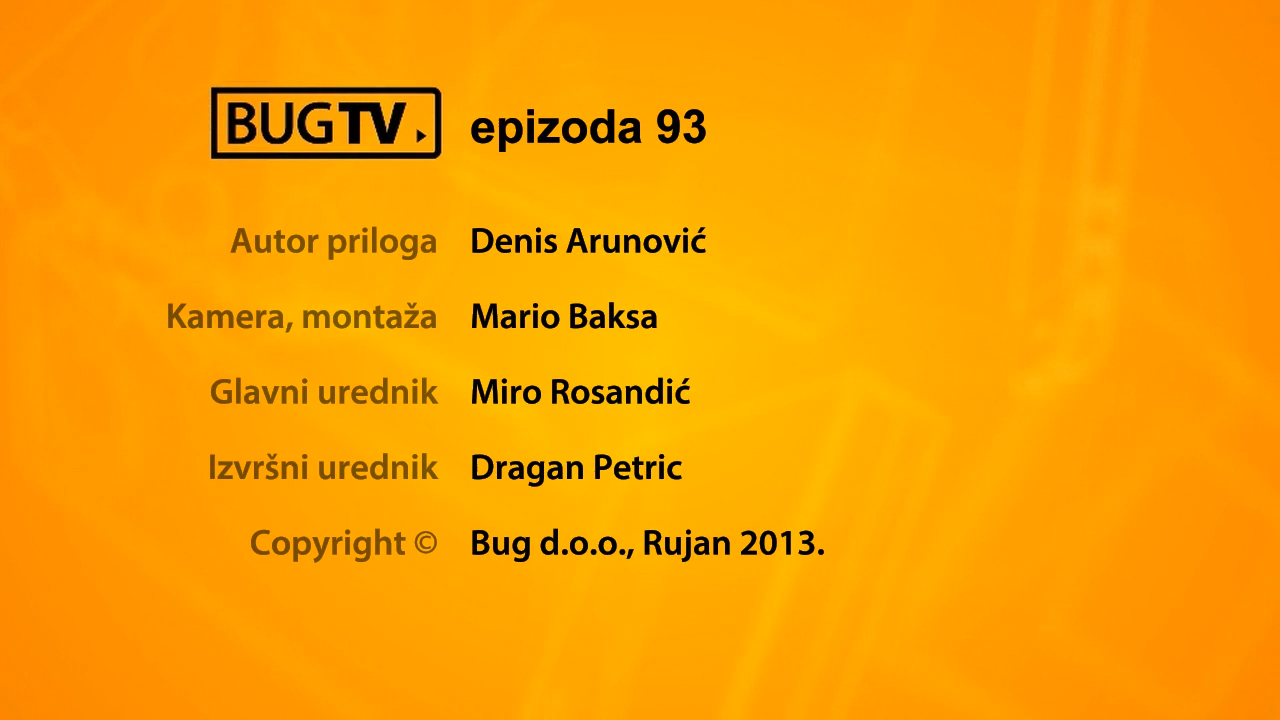 BUGTV epizoda 93
Autor priloga Denis Arunović
Kamera, montaža Mario Baksa
Glavni urednik Miro Rosandić
Izvršni urednik Dragan Petric
Copyright © Bug d.o.o., Rujan 2013.